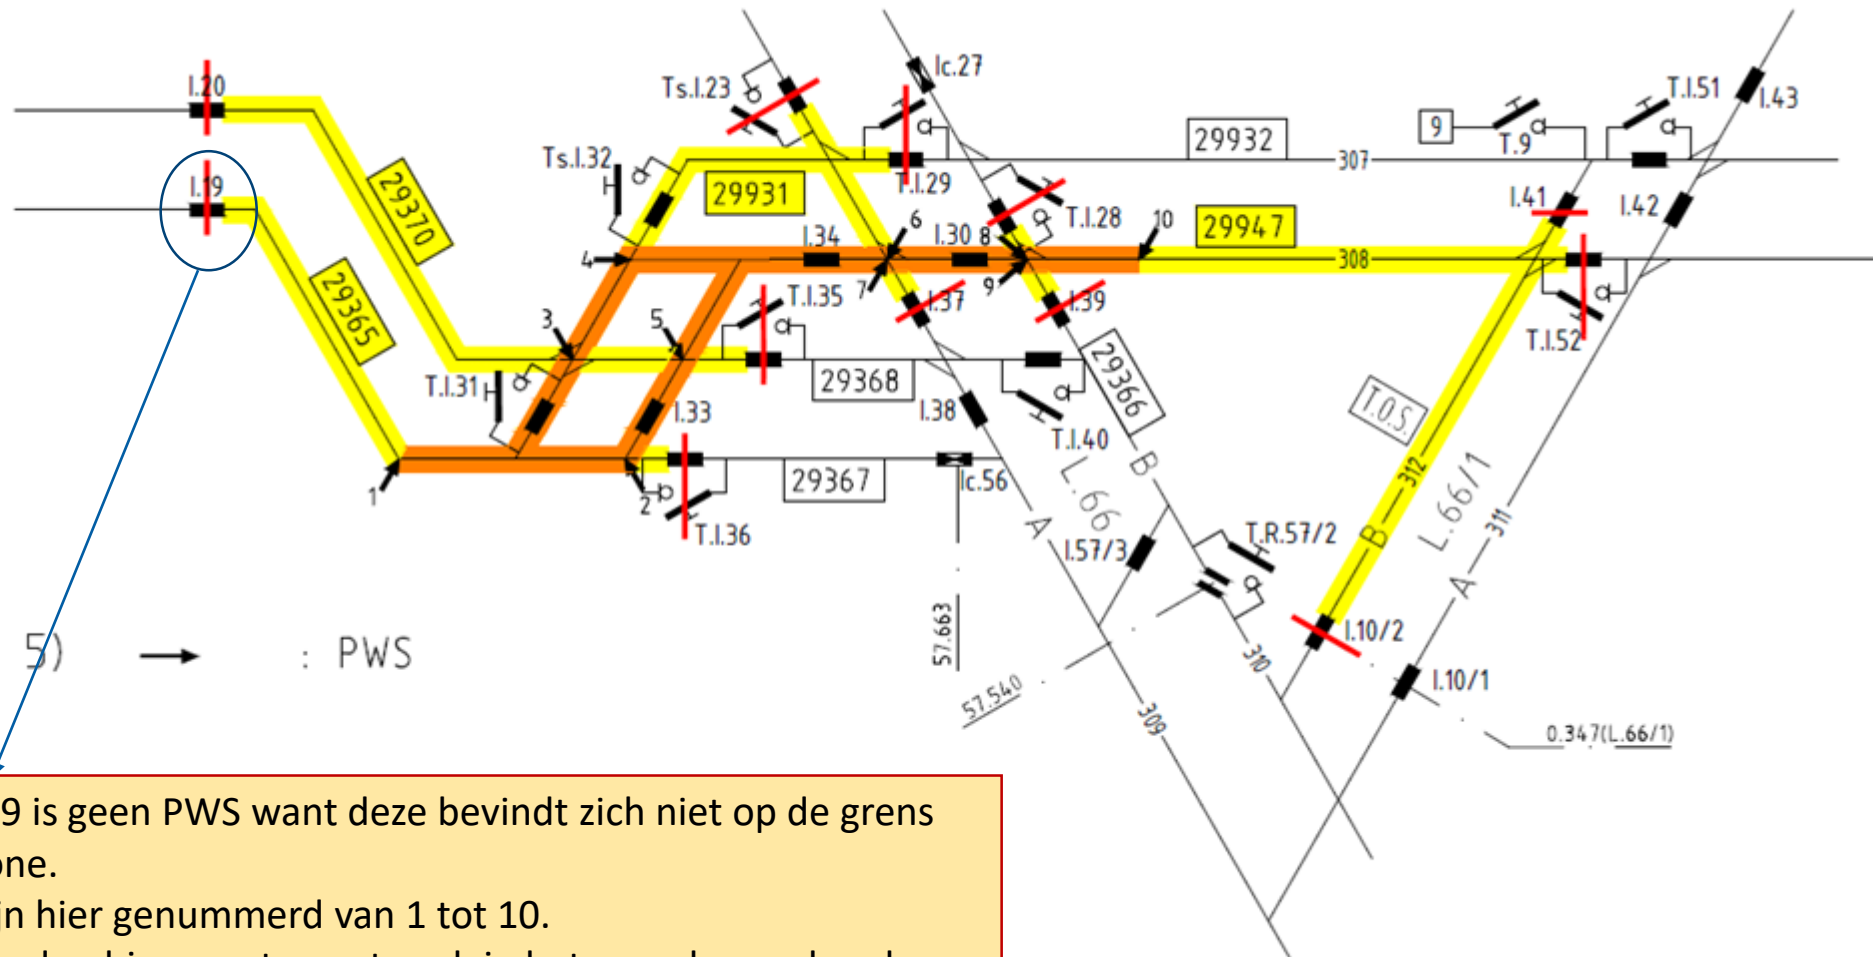 Ic.27
I.20
Ts.I.23
T.I.51
I.43
9
T.9
29932
307
Ts.I.32
I.19
29370
29931
T.I.29
T.I.28
I.41
I.42
6
10
I.34
I.30
8
29947
4
308
7
9
29365
T.I.35
I.37
I.39
3
5
T.I.52
T.I.31
29368
29366
I.33
I.38
T.O.S.
T.I.40
B
L.66
312
L.66/1
1
2
29367
Ic.56
T.I.36
A
311
I.57/3
T.R.57/2
B
A
57.663
I.10/2
5) : PWS
310
I.10/1
57.540
309
0.347(L.66/1)
9 is geen PWS want deze bevindt zich niet op de grens
one.
jn hier genummerd van 1 tot 10.